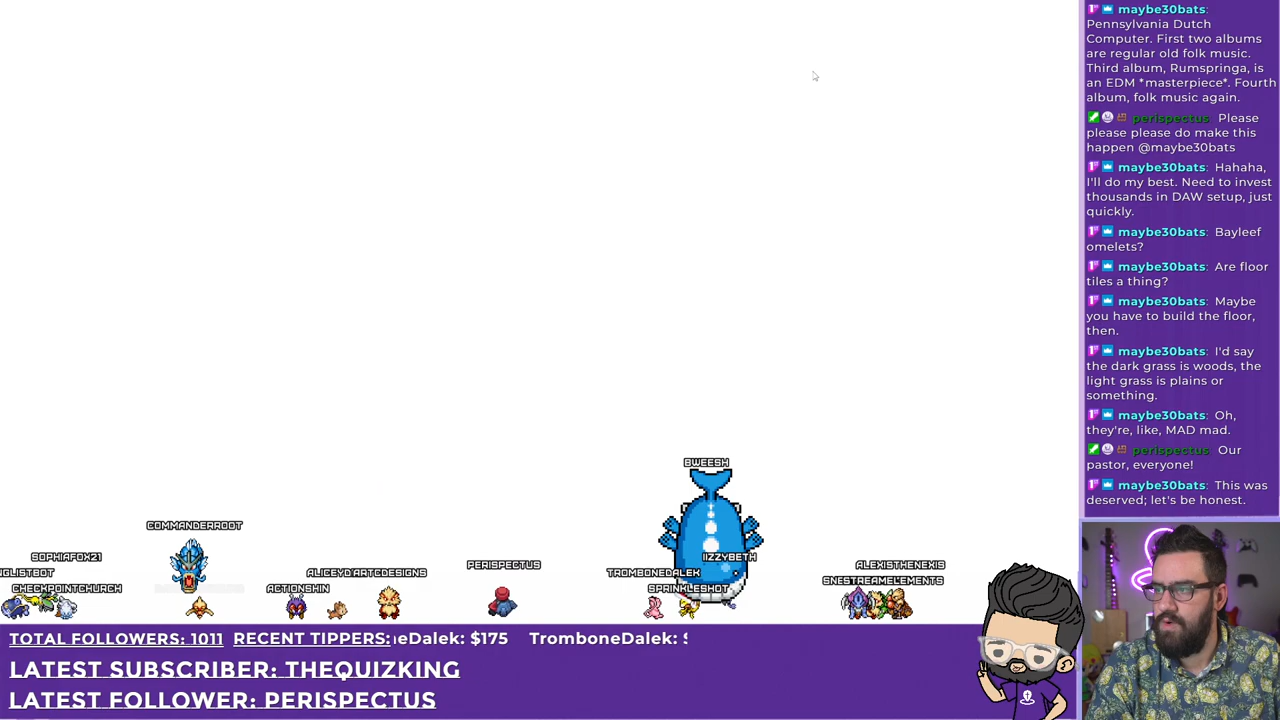 maybe30bats:
Pennsylvania Dutch
Computer. First two albums
are regular old folk music.
Third album, Rumspringa, is
an EDM *masterpiece*. Fourth
album, folk music again.
perispectus: Please
please please do make this
happen @maybe30bats
maybe30bats: Hahaha,
I'll do my best. Need to invest
thousands in DAW setup, just
quickly.
maybe30bats: Bayleef
omelets?
maybe30bats: Are floor
tiles a thing?
maybe30bats: Maybe
you have to build the floor,
then.
maybe30bats: I'd say
the dark grass is woods, the
light grass is plains or
something.
maybe30bats: Oh,
they're, like, MAD mad.
perispectus: Our
pastor, everyone!
maybe30bats: This was
deserved; let's be honest.
BWEESH
COMMANDERROOT
SOPHIAFOX21
IIZZYBETH
PERISPECTUS
ALEXISTHENEXIS
NGLISTBOT
TROMBONEDALEK
SNESTREAMELEMENTS
CHECKPOINTCHURCH
ACTIONSHIN
SPRINKLESHOT
TOTAL FOLLOWERS: 1011 RECENT TIPPERS: eDalek: $175 TromboneDalek: $
LATEST SUBSCRIBER: THEQUIZKING
LATEST FOLLOWER: PERISPECTUS